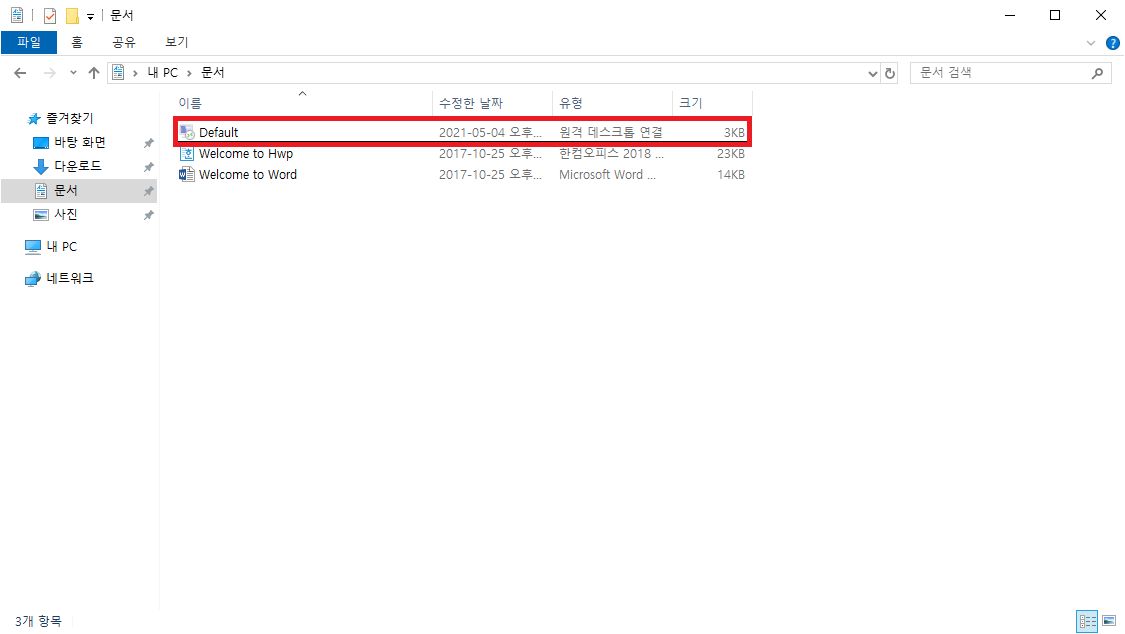 문서
파일 홈 공유 보기
내 PC 문서 문서 검색
이름 수정한 날짜 유형 크기
즐겨찾기
바탕 화면
다운로드
문서
사진
내 PC
네트워크
Default 2021-05-04 오후... 원격 데스크톱 연결 3KB
Welcome to Hwp 2017-10-25 오후... 한컴오피스 2018 ... 23KB
Welcome to Word 2017-10-25 오후... Microsoft Word ... 14KB
3개 항목